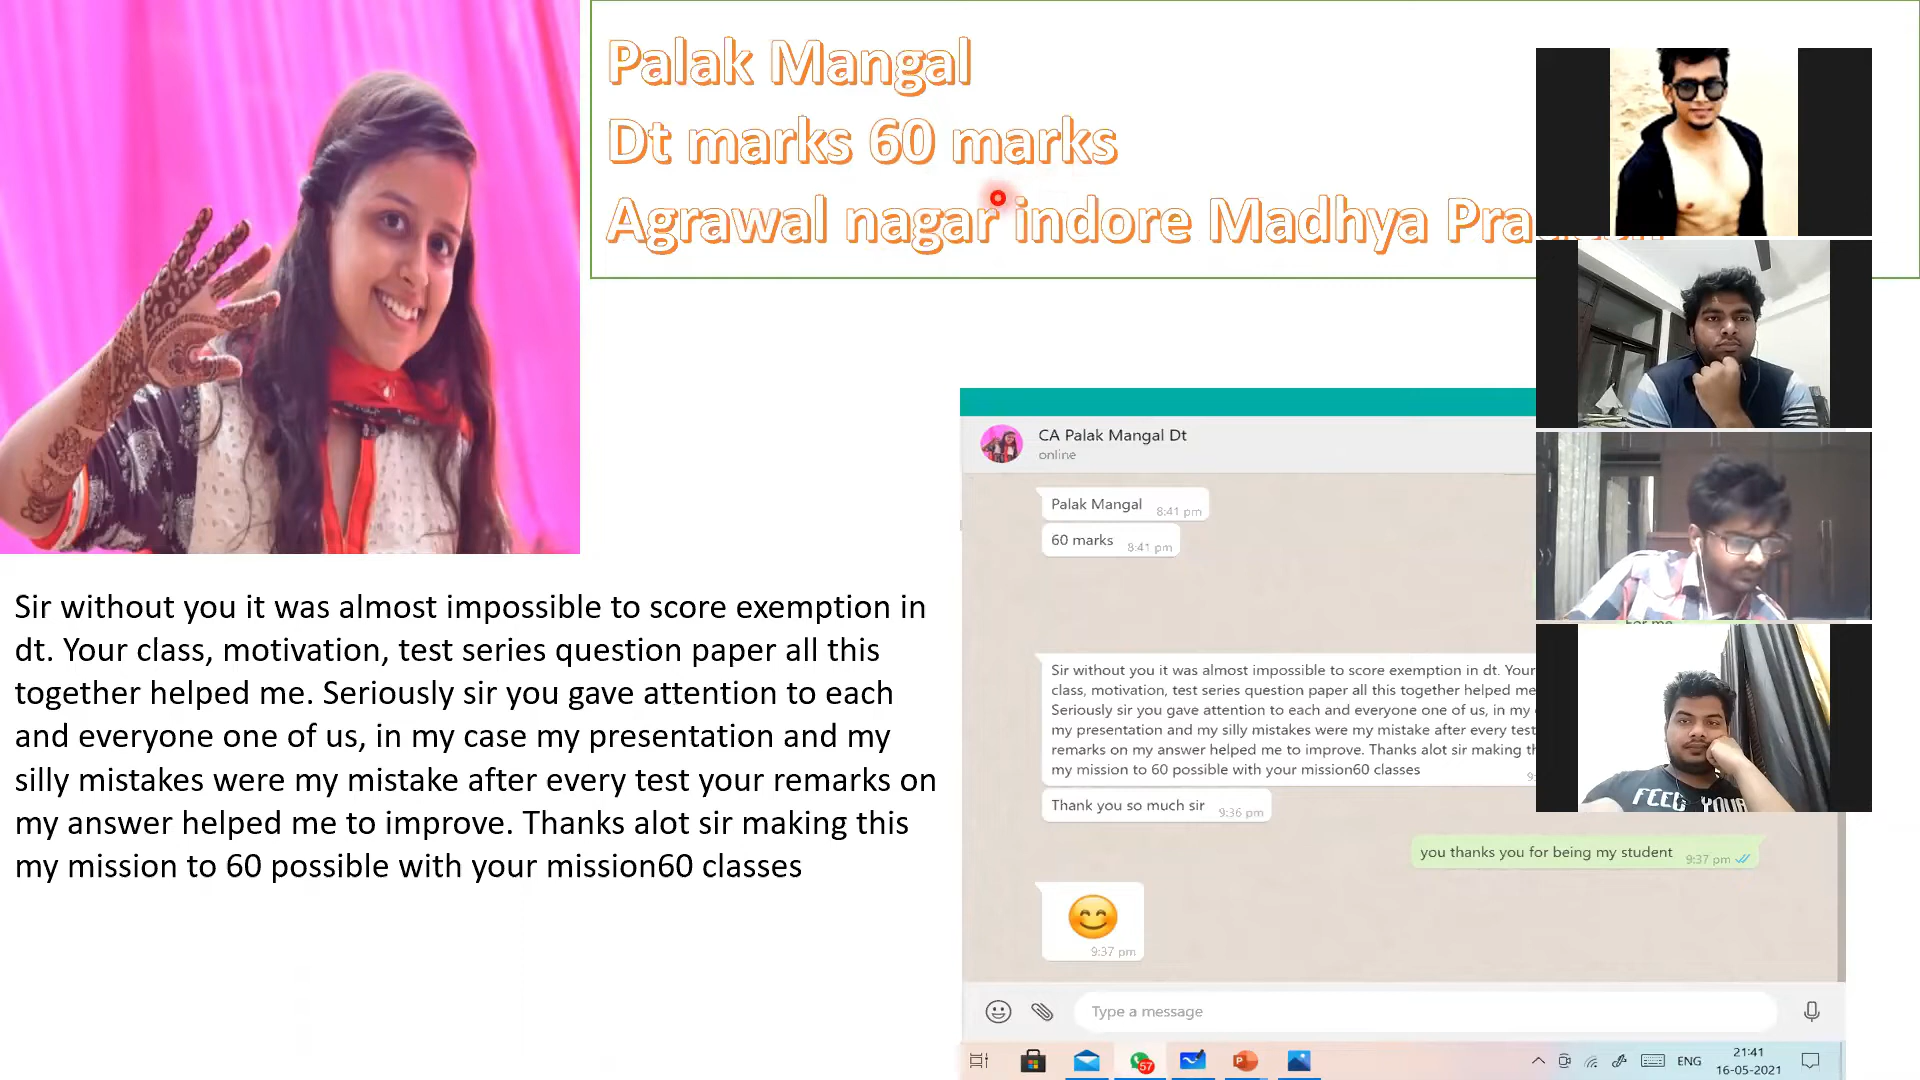 Palak Mangal
Dt marks 60 marks
Agrawal nagar indore Madhya
Sir without you it was almost impossible to score exemption in
dt. Your class, motivation, test series question paper all this
together helped me. Seriously sir you gave attention to each
and everyone one of us, in my case my presentation and my
silly mistakes were my mistake after every test your remarks on
my answer helped me to improve. Thanks alot sir making this
my mission to 60 possible with your mission60 classes
CA Palak Mangal Dt
online
Palak Mangal 8:41 pm
60 marks 8:41 pm
Sir without you it was almost impossible to score exemption in dt. Your
class, motivation, test series question paper all this together helped me
Seriously sir you gave attention to each and everyone one of us, in my
my presentation and my silly mistakes were my mistake after every test
remarks on my answer helped me to improve. Thanks alot sir making
my mission to 60 possible with your mission60 classes
Thank you so much sir 9:36 pm
you thanks you for being my student 9:37 pm
9:37 pm
Type a message
57
ENG
21:41
16-05-2021
FEED YOUR